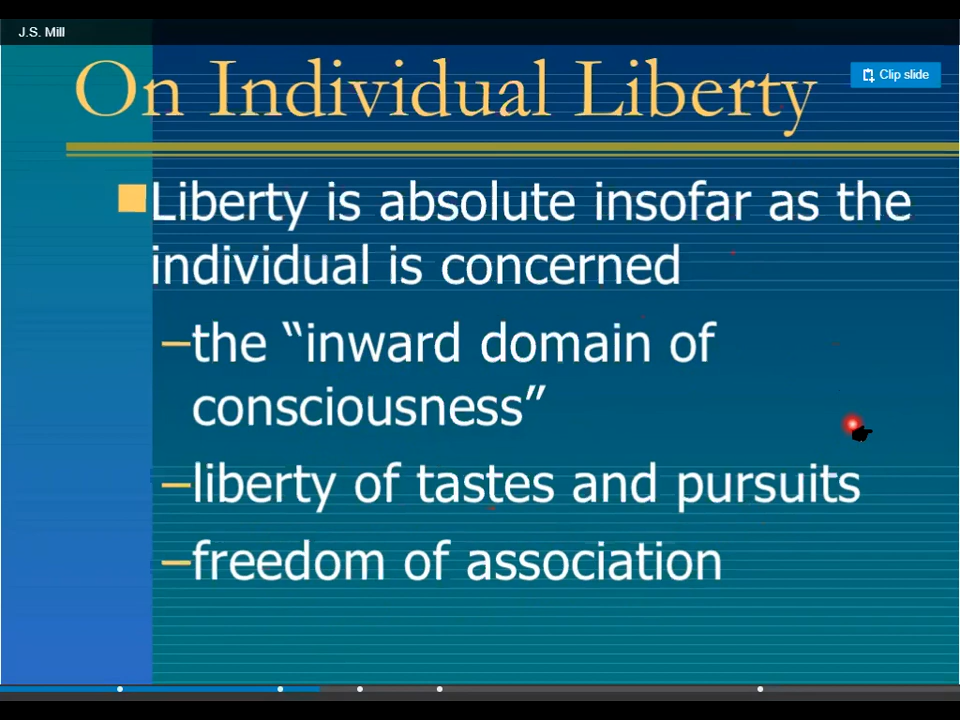 J.S. Mill
On Individual Liberty
Clip slide
Liberty is absolute insofar as the
individual is concerned
–the “inward domain of
consciousness”
–liberty of tastes and pursuits
–freedom of association